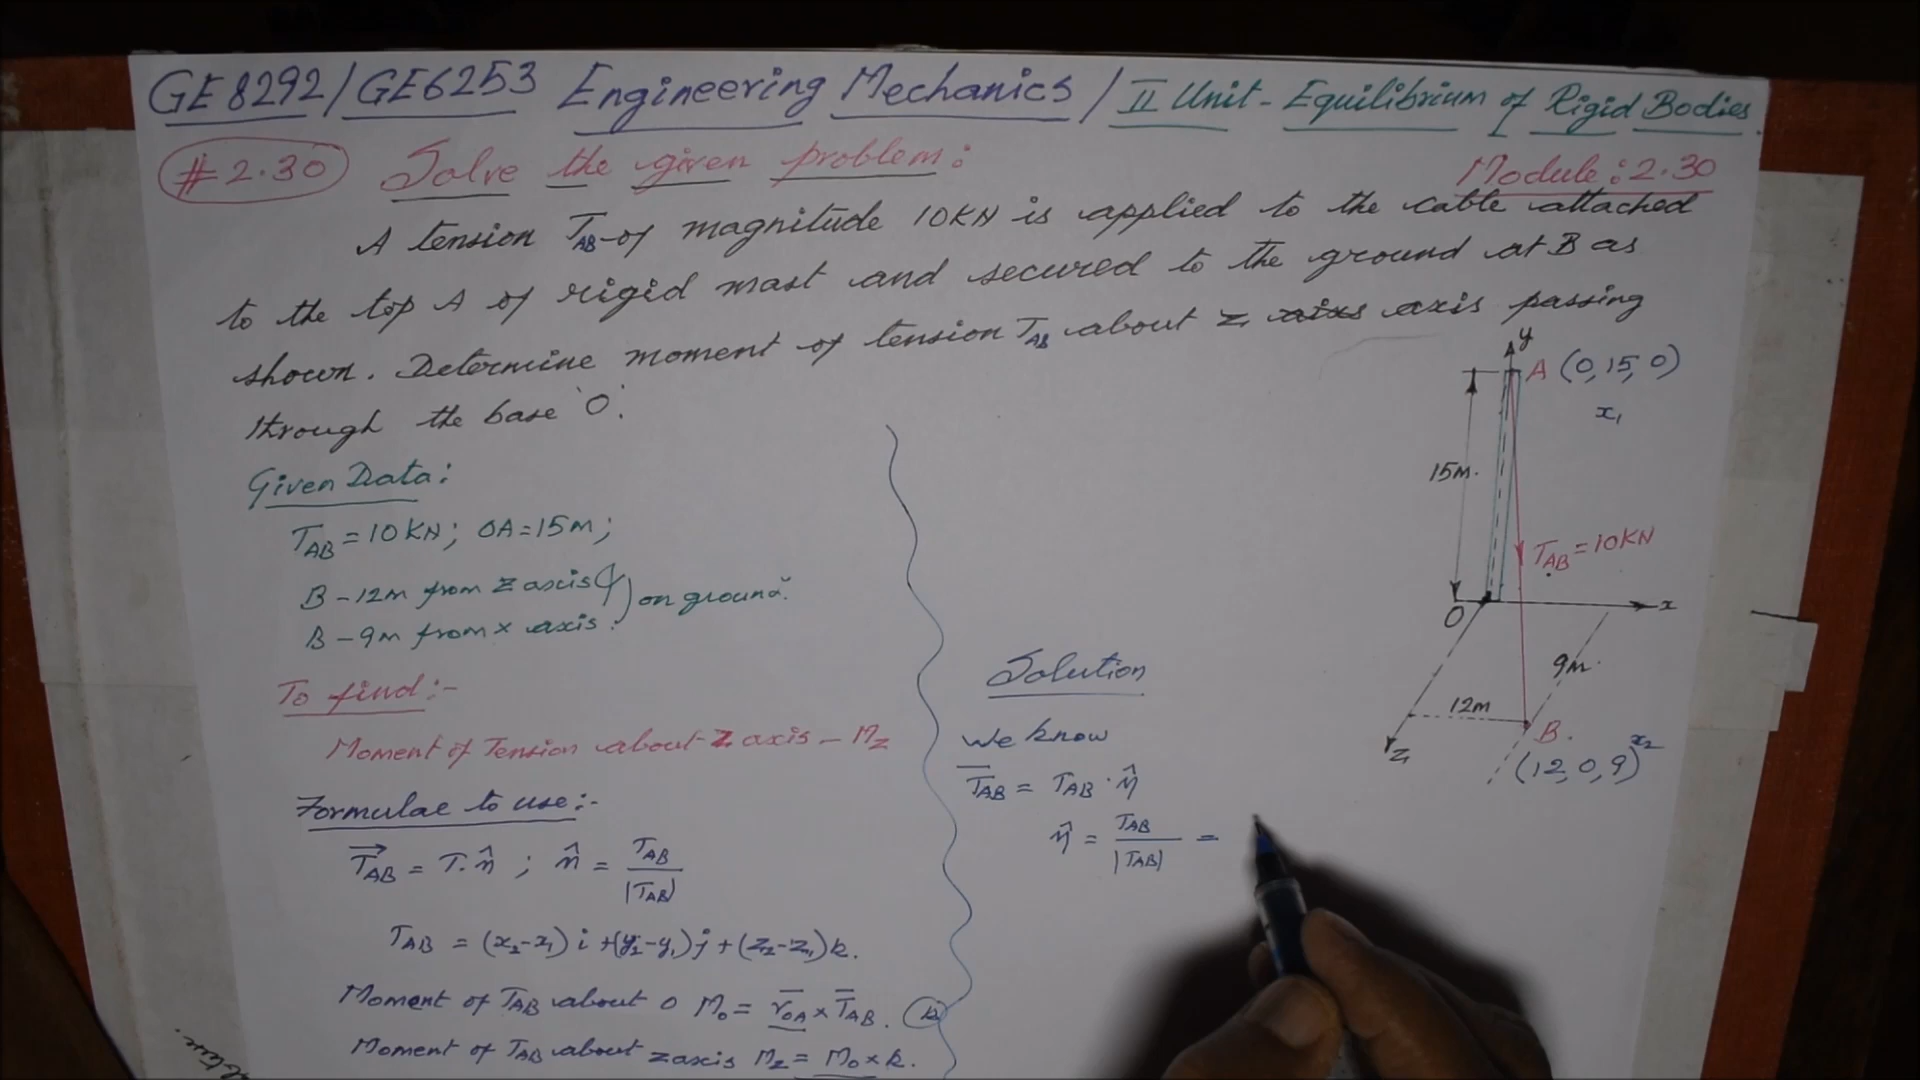 GE8292/GE6253 Engineering Mechanics / II Unit - Equilibrium of Rigid Bodies
#2.30 Solve the given problem:
Module: 2.30
A tension TAB of magnitude 10KN is applied to the cable attached
to the top A of rigid mast and secured to the ground at B as
shown. Determine moment of tension TAB about z axis passing
through the base 'O'.
Given Data:
TAB = 10KN; OA = 15m;
B - 12m from z axis
B - 9m from x axis.
on ground.
To find:-
Moment of Tension about Z axis - Mz
Formulae to use:-
TAB = T.n̂ ; n̂ = TAB / |TAB|
TAB = (x2-x1)i + (y2-y1)j + (z2-z1)k.
Moment of TAB about O Mo = rOA × TAB. (k)
Moment of TAB about z axis Mz = Mo × k.
Solution
We know
TAB = TAB . n̂
n̂ = TAB / |TAB| =
y
A (0,15,0)
x1
15m.
TAB = 10KN
O
x
9m.
12m
B.
z
x2
(12,0,9)